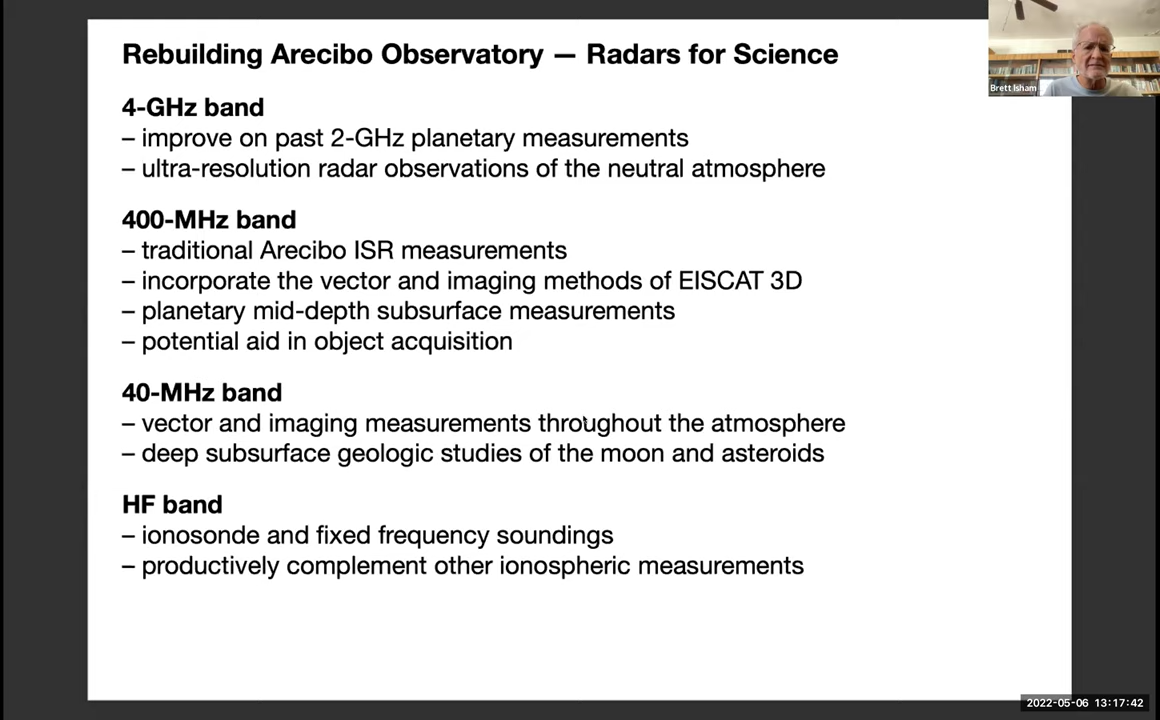 Rebuilding Arecibo Observatory — Radars for Science
Brett Isham
4-GHz band
– improve on past 2-GHz planetary measurements
– ultra-resolution radar observations of the neutral atmosphere
400-MHz band
– traditional Arecibo ISR measurements
– incorporate the vector and imaging methods of EISCAT 3D
– planetary mid-depth subsurface measurements
– potential aid in object acquisition
40-MHz band
– vector and imaging measurements throughout the atmosphere
– deep subsurface geologic studies of the moon and asteroids
HF band
– ionosonde and fixed frequency soundings
– productively complement other ionospheric measurements
2022-05-06 13:17:42